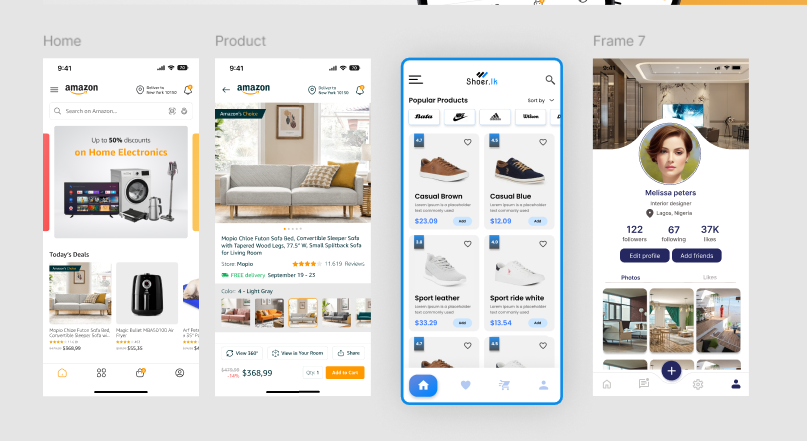 Home
9:41
amazon
Deliver to
New York 10150
Search on Amazon...
Up to 50% discounts
on Home Electronics
Today's Deals
Amazon's Choice
Mopio Chloe Futon Sofa Bed,
Convertible Sleeper Sofa wi...
$368,99
Magic Bullet MBA50100 Air
Fryer
$55,35
Product
9:41
amazon
Deliver to
New York 10150
Amazon's Choice
Mopio Chloe Futon Sofa Bed, Convertible Sleeper Sofa
with Tapered Wood Legs, 77.5" W, Small Splitback Sofa
for Living Room
Store: Mopio
11.619 Reviews
FREE delivery September 19 - 23
Color: 4 - Light Gray
View 360°
View in Your Room
Share
-14%
$368,99
Qty: 1
Add to Cart
Shoer.lk
Popular Products
Sort by
Bata
Wilson
4.7
Casual Brown
Lorem ipsum is a placeholder
text commonly used
$23.09
Add
4.5
Casual Blue
Lorem ipsum is a placeholder
text commonly used
$12.09
Add
3.8
Sport leather
Lorem ipsum is a placeholder
text commonly used
$33.29
Add
4.0
Sport ride white
Lorem ipsum is a placeholder
text commonly used
$13.54
Add
4.7
4.5
Frame 7
9:41
Melissa peters
Interior designer
Lagos, Nigeria
122
followers
67
following
37K
likes
Edit profile
Add friends
Photos
Likes